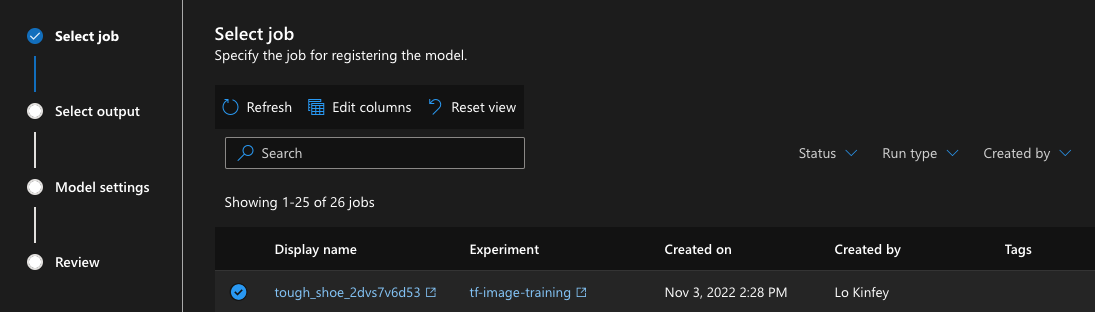 Select job
Select output
Model settings
Review
Select job
Specify the job for registering the model.
Refresh Edit columns Reset view
Search
Status Run type Created by
Showing 1-25 of 26 jobs
Display name Experiment Created on Created by Tags
tough_shoe_2dvs7v6d53 tf-image-training Nov 3, 2022 2:28 PM Lo Kinfey